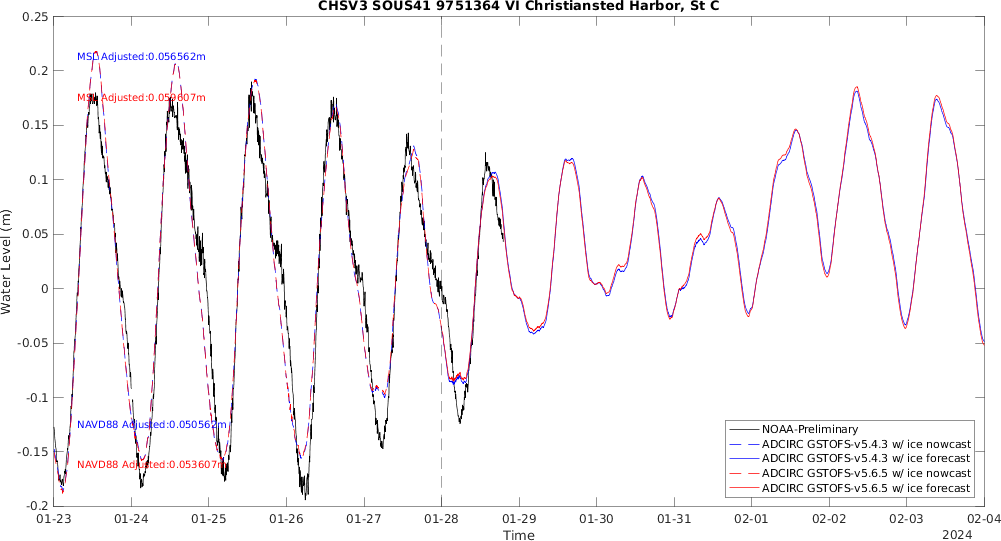 CHSV3 SOUS41 9751364 VI Christiansted Harbor, St C
0.25
0.2
0.15
0.1
0.05
0
-0.05
-0.1
-0.15
-0.2
Water Level (m)
MSL Adjusted:0.056562m
MSL Adjusted:0.059607m
NAVD88 Adjusted:0.050562m
NAVD88 Adjusted:0.053607m
NOAA-Preliminary
ADCIRC GSTOFS-v5.4.3 w/ ice nowcast
ADCIRC GSTOFS-v5.4.3 w/ ice forecast
ADCIRC GSTOFS-v5.6.5 w/ ice nowcast
ADCIRC GSTOFS-v5.6.5 w/ ice forecast
01-23 01-24 01-25 01-26 01-27 01-28 01-29 01-30 01-31 02-01 02-02 02-03 02-04
Time
2024